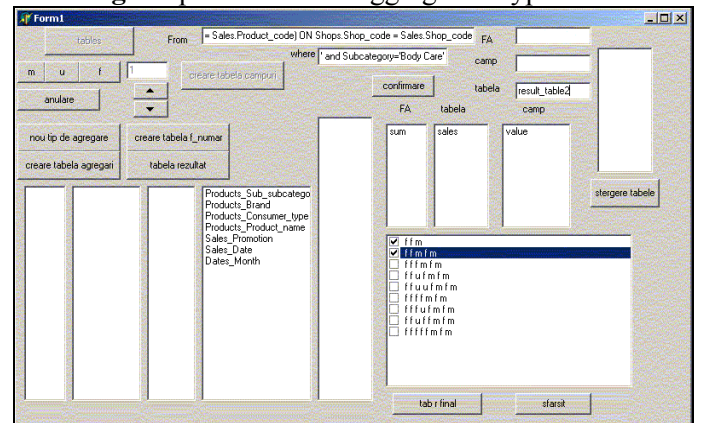 Form1
tables
From
= Sales.Product_code) ON Shops.Shop_code = Sales.Shop_code
FA
where
' and Subcategory='Body Care'
camp
m u f
1
creare tabela campuri
confirmare
tabela
result_table2
anulare
FA tabela camp
nou tip de agregare
creare tabela f_numar
sum
sales
value
creare tabela agregari
tabela rezultat
stergere tabele
Products_Sub_subcatego
Products_Brand
Products_Consumer_type
Products_Product_name
Sales_Promotion
Sales_Date
Dates_Month
f f m
f f m f m
f f f m f m
f f u f m f m
f f u u f m f m
f f f f m f m
f f f u f m f m
f f u f f m f m
f f f f f m f m
tab r final
sfarsit